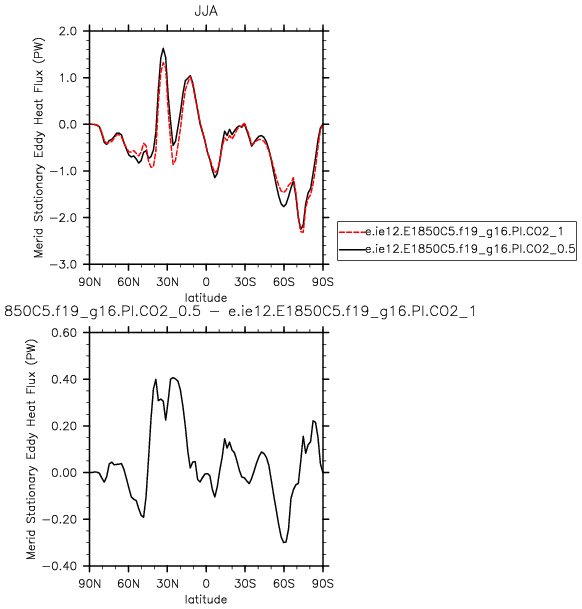 JJA
Merid Stationary Eddy Heat Flux (PW)
2.0
1.0
0.0
−1.0
−2.0
−3.0
90N 60N 30N 0 30S 60S 90S
latitude
e.ie12.E1850C5.f19_g16.PI.CO2_1
e.ie12.E1850C5.f19_g16.PI.CO2_0.5
850C5.f19_g16.PI.CO2_0.5 − e.ie12.E1850C5.f19_g16.PI.CO2_1
Merid Stationary Eddy Heat Flux (PW)
0.60
0.40
0.20
0.00
−0.20
−0.40
90N 60N 30N 0 30S 60S 90S
latitude